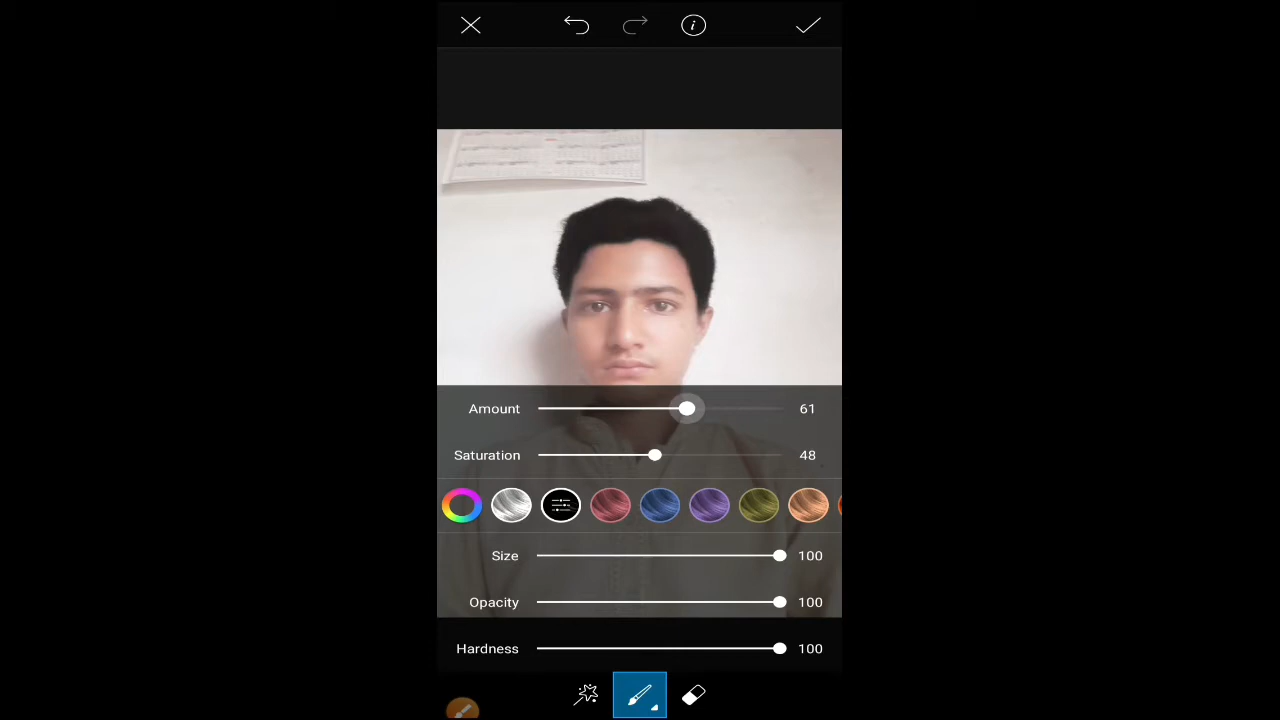 Amount 61
Saturation 48
Size 100
Opacity 100
Hardness 100